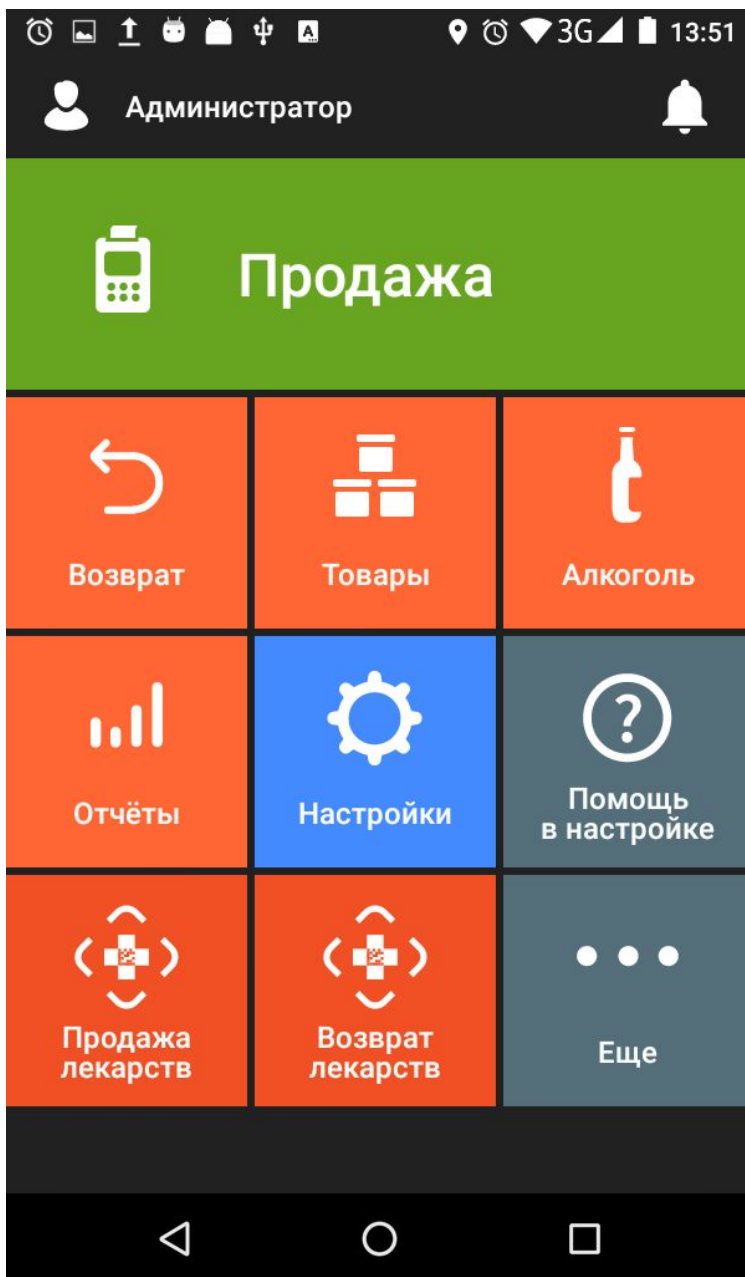 3G 13:51
Администратор
Продажа
Возврат
Товары
Алкоголь
Отчёты
Настройки
Помощь
в настройке
Продажа
лекарств
Возврат
лекарств
Еще